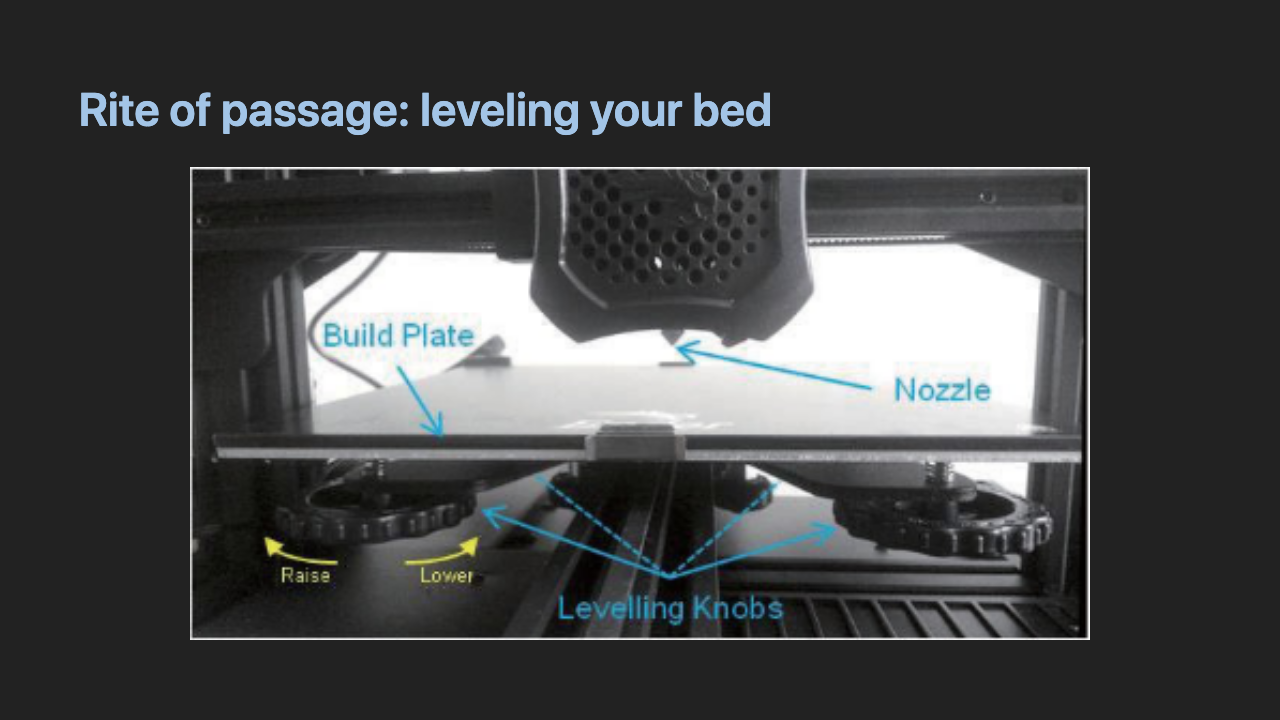 Rite of passage: leveling your bed
Build Plate
Nozzle
Raise
Lower
Levelling Knobs